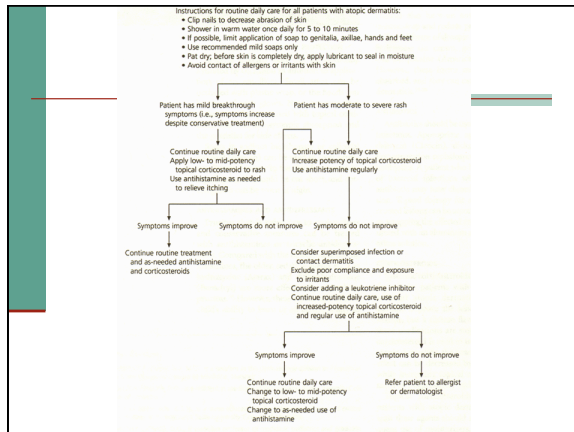 Instructions for routine daily care for all patients with atopic dermatitis:
• Clip nails to decrease abrasion of skin
• Shower in warm water once daily for 5 to 10 minutes
• If possible, limit application of soap to genitalia, axillae, hands and feet
• Use recommended mild soaps only
• Pat dry; before skin is completely dry, apply lubricant to seal in moisture
• Avoid contact of allergens or irritants with skin
Patient has mild breakthrough
symptoms (i.e., symptoms increase
despite conservative treatment)
Patient has moderate to severe rash
Continue routine daily care
Apply low- to mid-potency
topical corticosteroid to rash
Use antihistamine as needed
to relieve itching
Continue routine daily care
Increase potency of topical corticosteroid
Use antihistamine regularly
Symptoms improve
Symptoms do not improve
Symptoms do not improve
Continue routine treatment
and as-needed antihistamine
and corticosteroids
Consider superimposed infection or
contact dermatitis
Exclude poor compliance and exposure
to irritants
Consider adding a leukotriene inhibitor
Continue routine daily care, use of
increased-potency topical corticosteroid
and regular use of antihistamine
Symptoms improve
Symptoms do not improve
Continue routine daily care
Change to low- to mid-potency
topical corticosteroid
Change to as-needed use of
antihistamine
Refer patient to allergist
or dermatologist